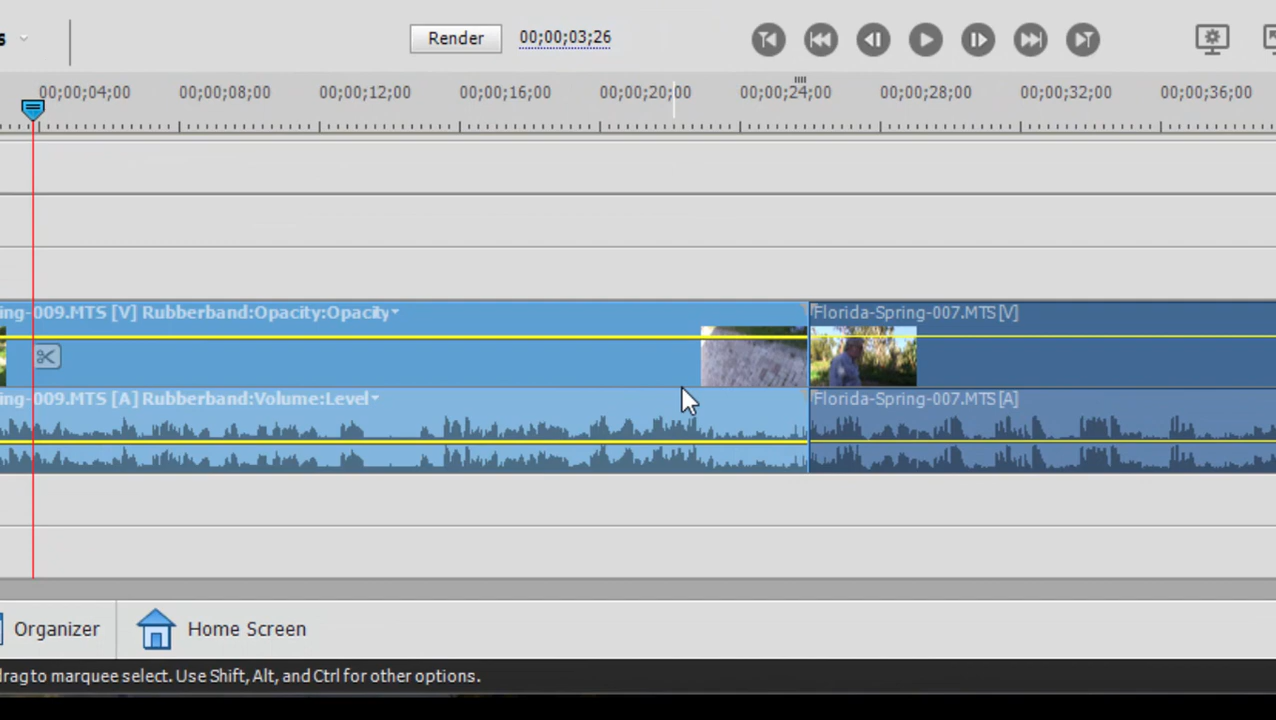 s
Render
00;00;03;26
00;00;04;00
00;00;08;00
00;00;12;00
00;00;16;00
00;00;20;00
00;00;24;00
00;00;28;00
00;00;32;00
00;00;36;00
ing-009.MTS [V] Rubberband:Opacity:Opacity
Florida-Spring-007.MTS[V]
ing-009.MTS [A] Rubberband:Volume:Level
Florida-Spring-007.MTS[A]
Organizer
Home Screen
drag to marquee select. Use Shift, Alt, and Ctrl for other options.